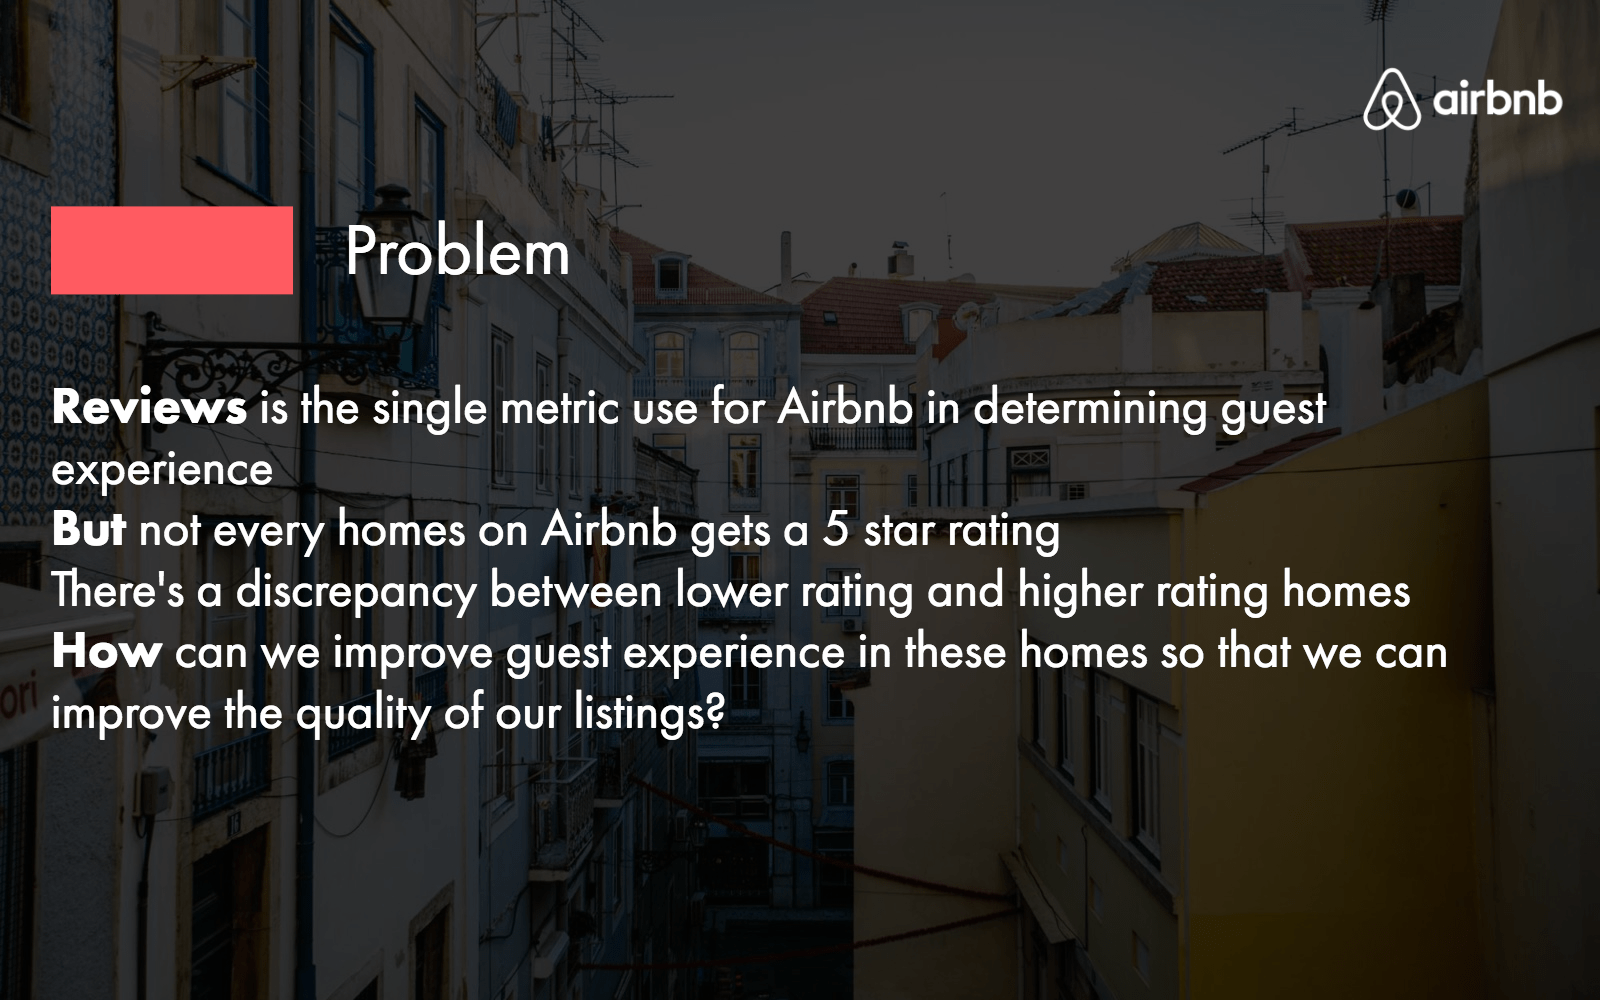 airbnb
Problem
Reviews is the single metric use for Airbnb in determining guest
experience
But not every homes on Airbnb gets a 5 star rating
There's a discrepancy between lower rating and higher rating homes
How can we improve guest experience in these homes so that we can
improve the quality of our listings?
ori
16